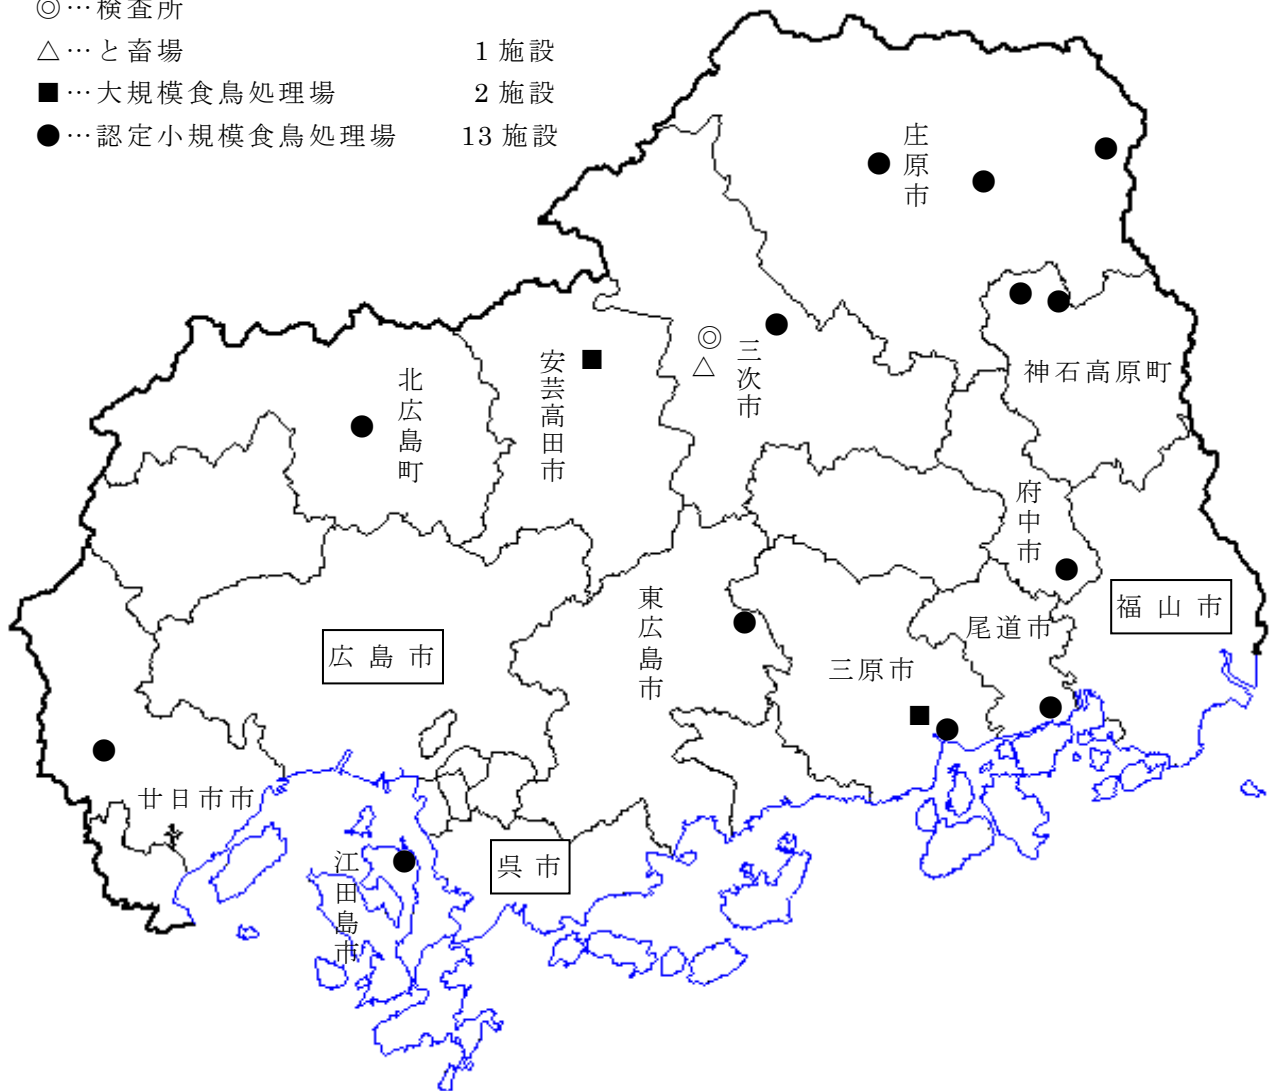 ◎…検査所
△…と畜場 1 施設
■…大規模食鳥処理場 2 施設
●…認定小規模食鳥処理場 13 施設
庄原市
三次市
神石高原町
安芸高田市
北広島町
府中市
福山市
東広島市
尾道市
広島市
三原市
廿日市市
呉市
江田島市